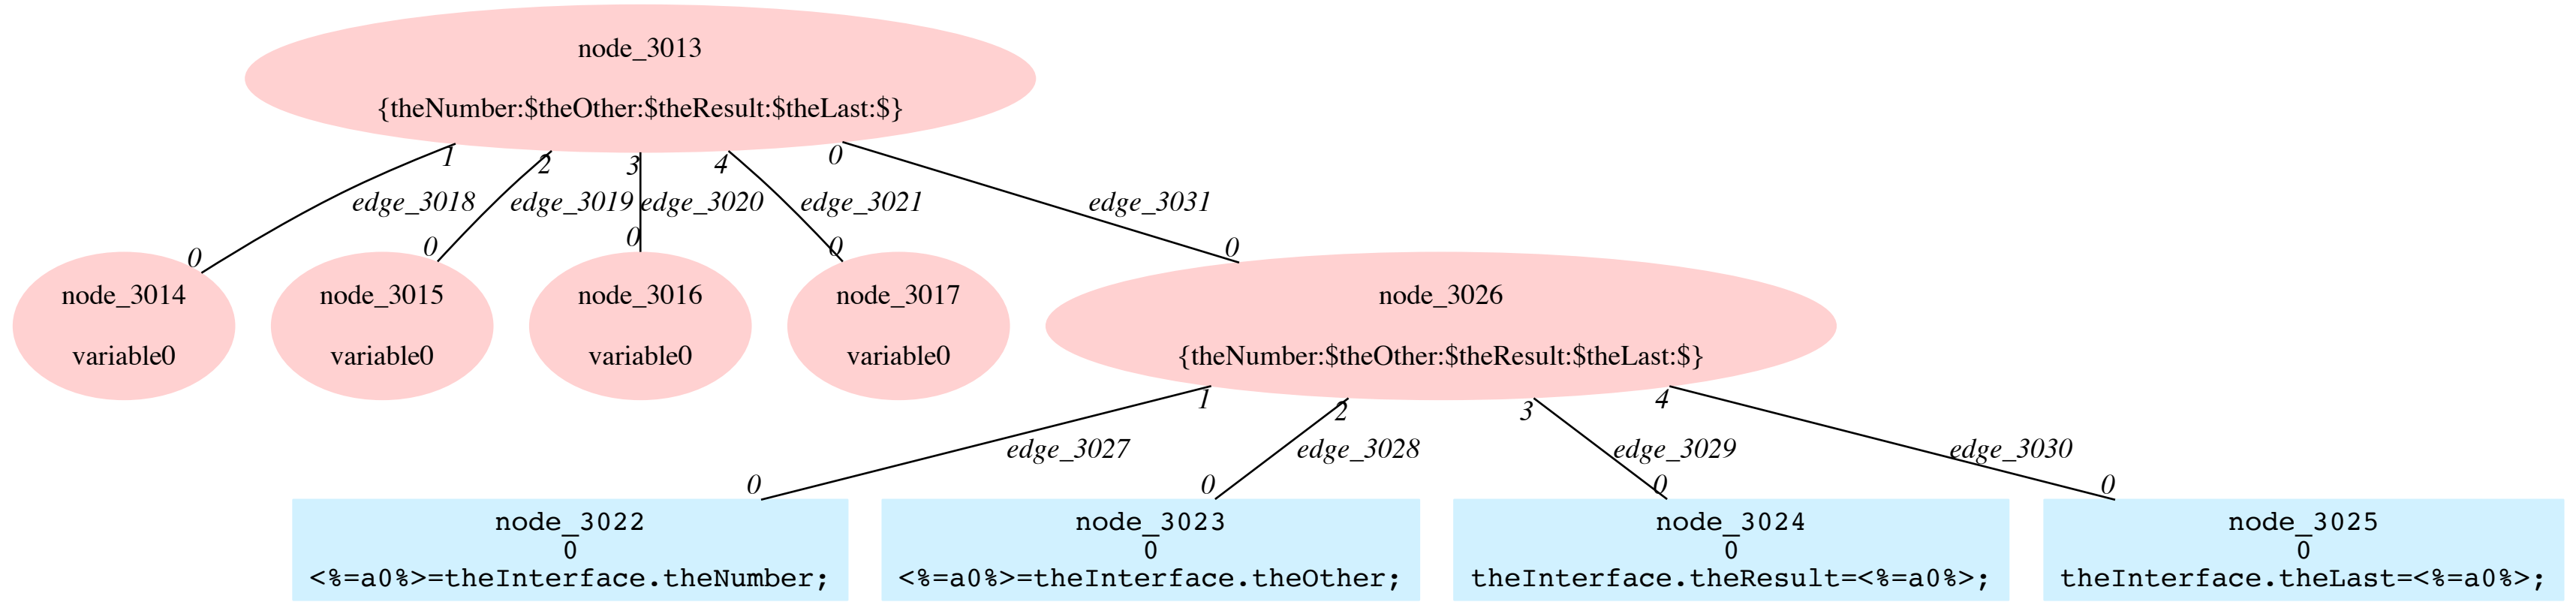 node_3013
{theNumber:$theOther:$theResult:$theLast:$}
1 2 3 4 0
edge_3018 edge_3019 edge_3020 edge_3021 edge_3031
0 0 0 0 0
node_3014 node_3015 node_3016 node_3017 node_3026
variable0 variable0 variable0 variable0 {theNumber:$theOther:$theResult:$theLast:$}
1 2 3 4
edge_3027 edge_3028 edge_3029 edge_3030
0 0 0 0
node_3022 node_3023 node_3024 node_3025
0 0 0 0
<%=a0%>=theInterface.theNumber; <%=a0%>=theInterface.theOther; theInterface.theResult=<%=a0%>; theInterface.theLast=<%=a0%>;